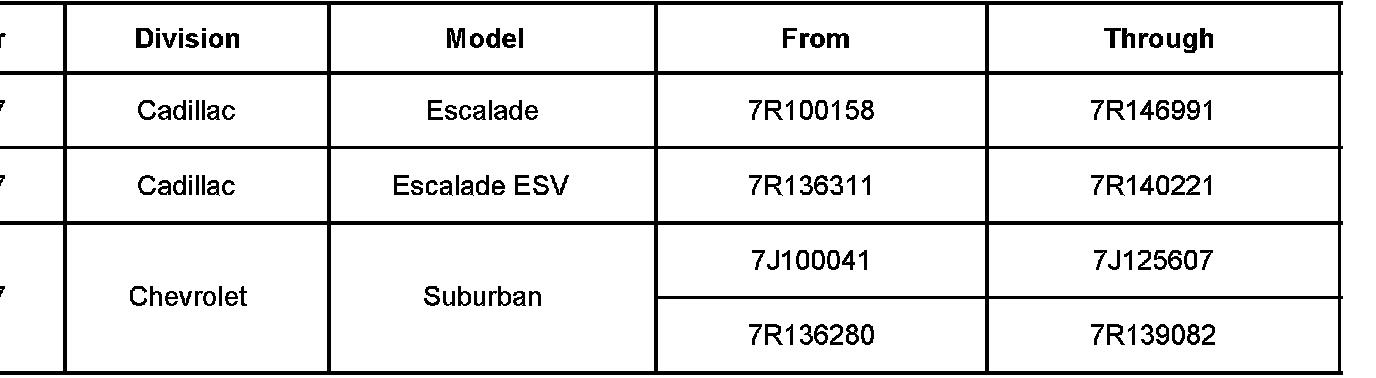 r Division Model From Through
7 Cadillac Escalade 7R100158 7R146991
7 Cadillac Escalade ESV 7R136311 7R140221
7 Chevrolet Suburban 7J100041 7J125607
7R136280 7R139082